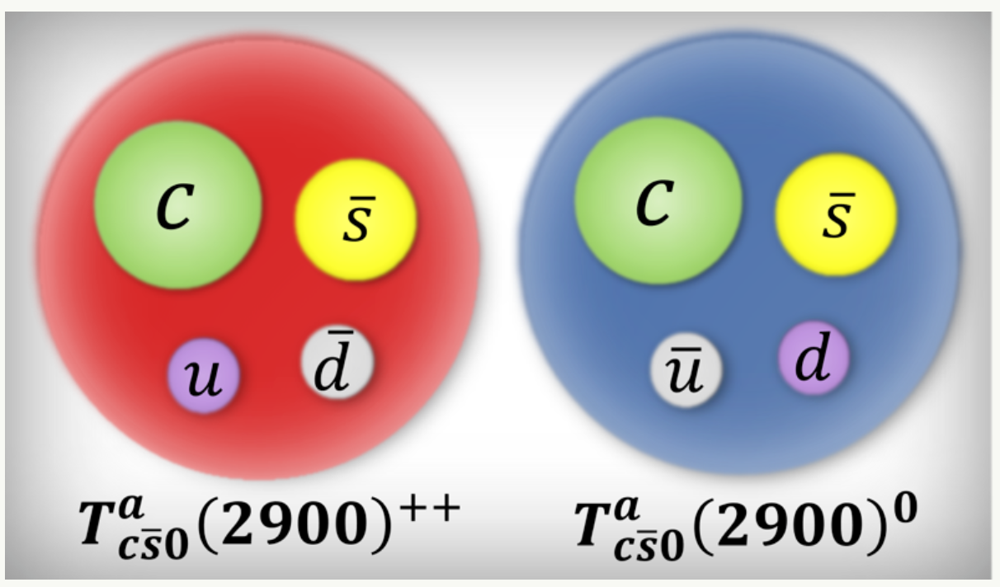 c s̄ c s̄
u d̄ ū d
T^a_{cs̄0}(2900)^{++} T^a_{cs̄0}(2900)^0